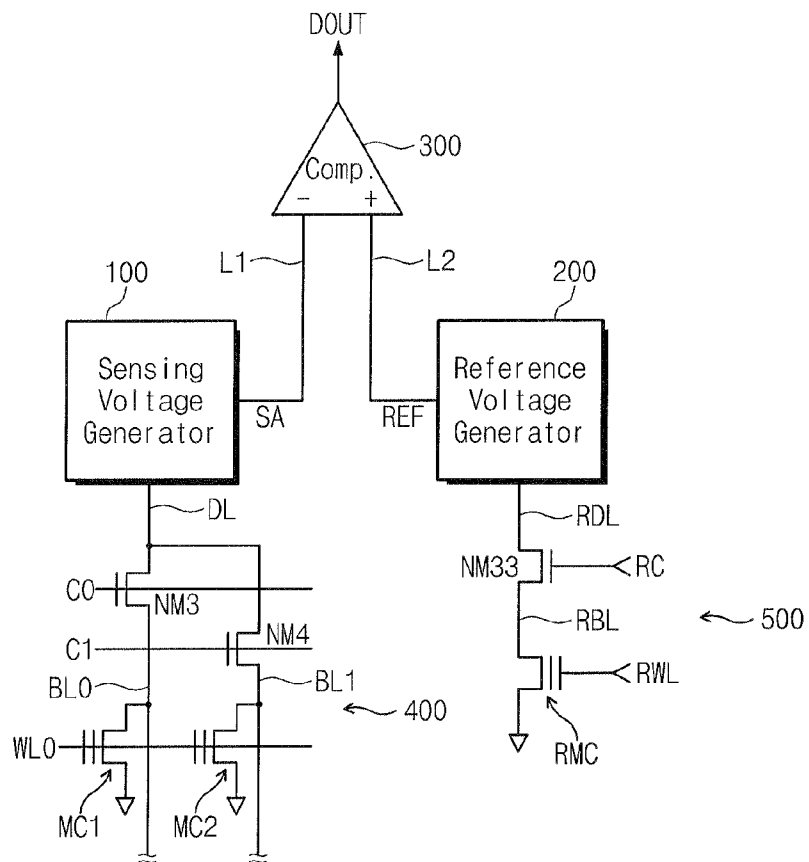 DOUT
300
Comp.
- +
L1
L2
100
200
Sensing
Voltage
Generator
Reference
Voltage
Generator
SA
REF
DL
RDL
C0
NM3
NM33
RC
C1
NM4
RBL
500
BL0
BL1
400
RWL
WL0
RMC
MC1
MC2